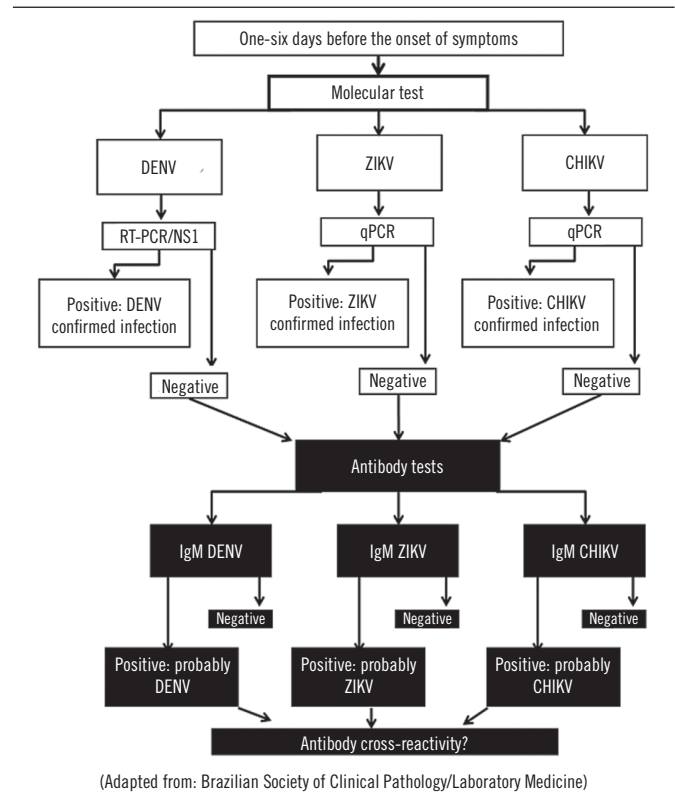 One-six days before the onset of symptoms
Molecular test
DENV
ZIKV
CHIKV
RT-PCR/NS1
qPCR
qPCR
Positive: DENV
confirmed infection
Positive: ZIKV
confirmed infection
Positive: CHIKV
confirmed infection
Negative
Negative
Negative
Antibody tests
IgM DENV
IgM ZIKV
IgM CHIKV
Negative
Negative
Negative
Positive: probably
DENV
Positive: probably
ZIKV
Positive: probably
CHIKV
Antibody cross-reactivity?
(Adapted from: Brazilian Society of Clinical Pathology/Laboratory Medicine)